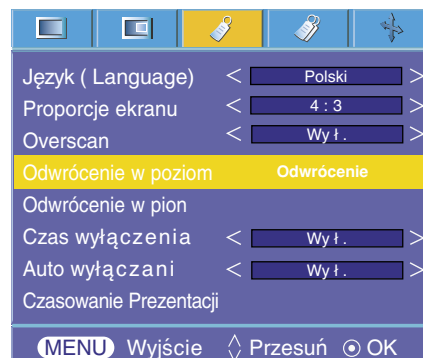 Język ( Language) < Polski >
Proporcje ekranu < 4 : 3 >
Overscan < Wył. >
Odwrócenie w poziom Odwrócenie
Odwrócenie w pion
Czas wyłączenia < Wył. >
Auto wyłączani < Wył. >
Czasowanie Prezentacji
MENU Wyjście Przesuń OK